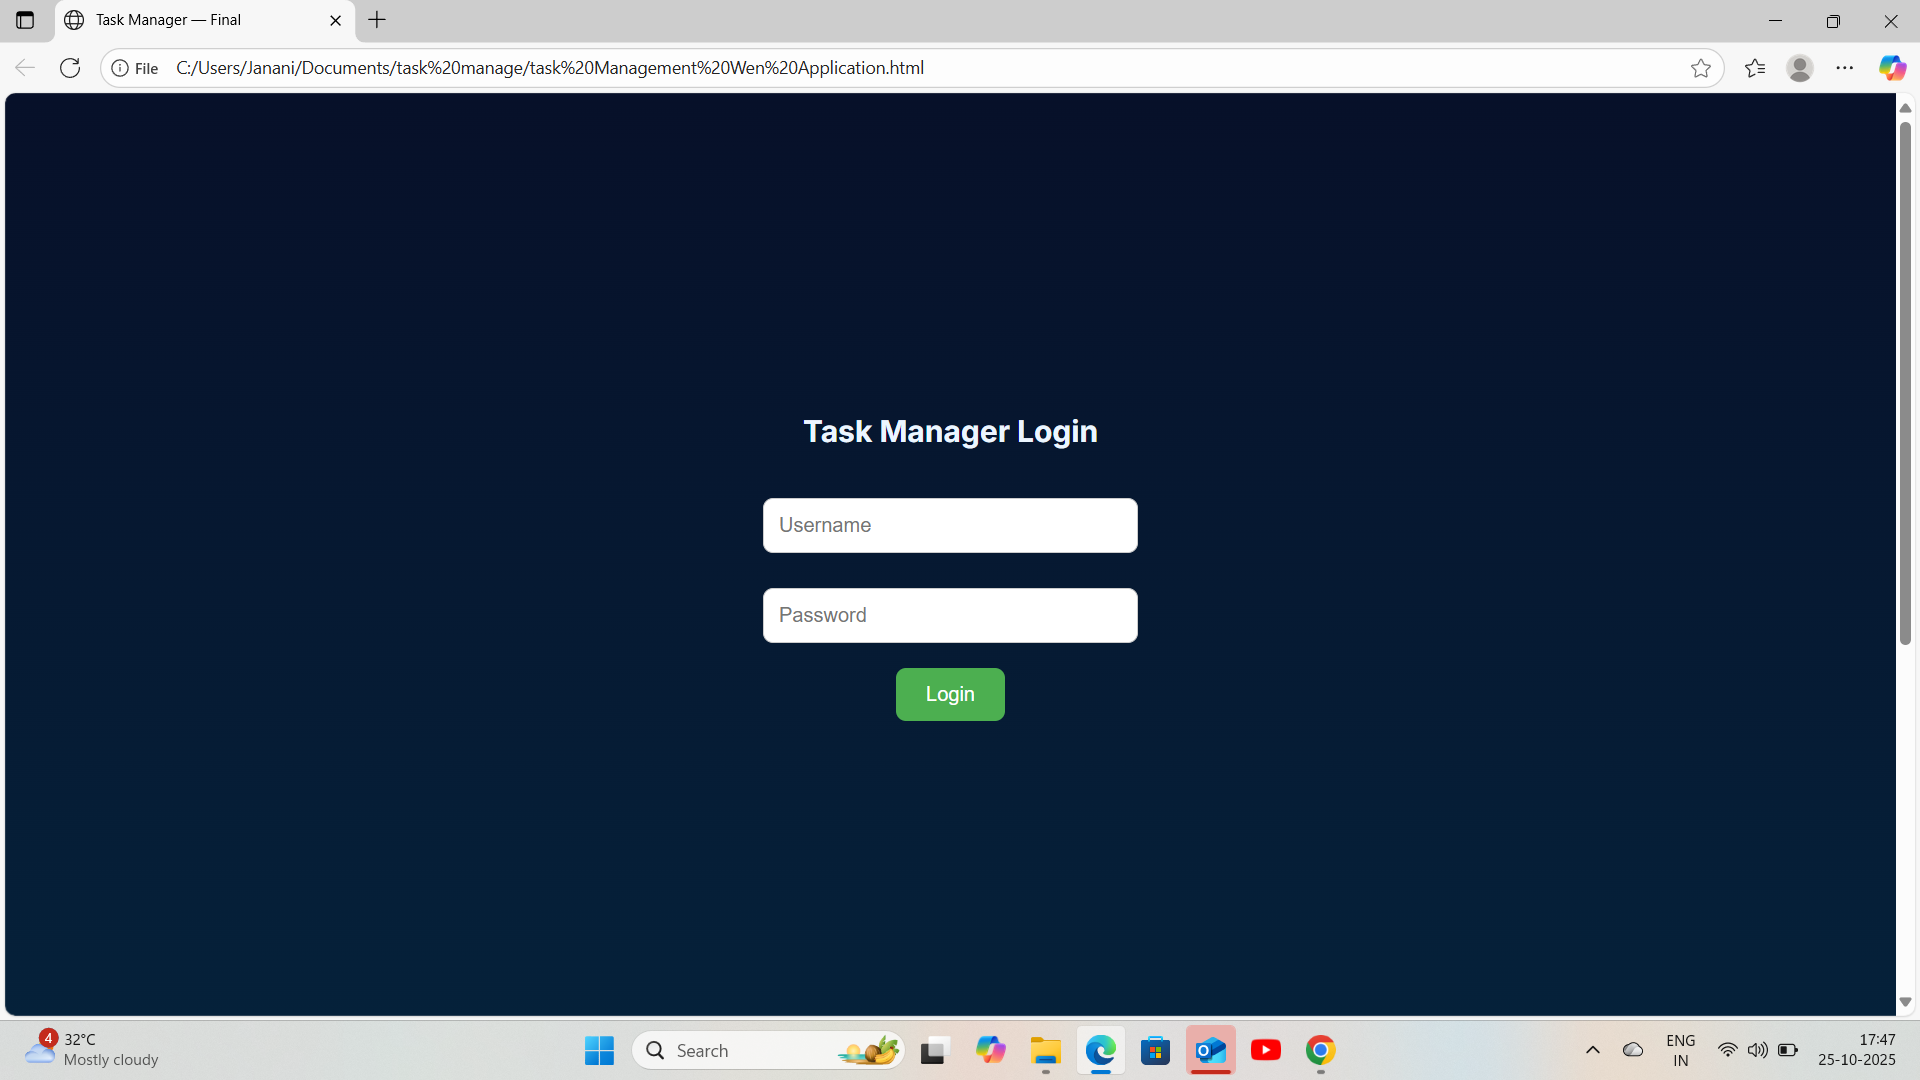 Task Manager — Final
File
C:/Users/Janani/Documents/task%20manage/task%20Management%20Wen%20Application.html
Task Manager Login
Username
Password
Login
4
32°C
Mostly cloudy
Search
ENG
IN
17:47
25-10-2025